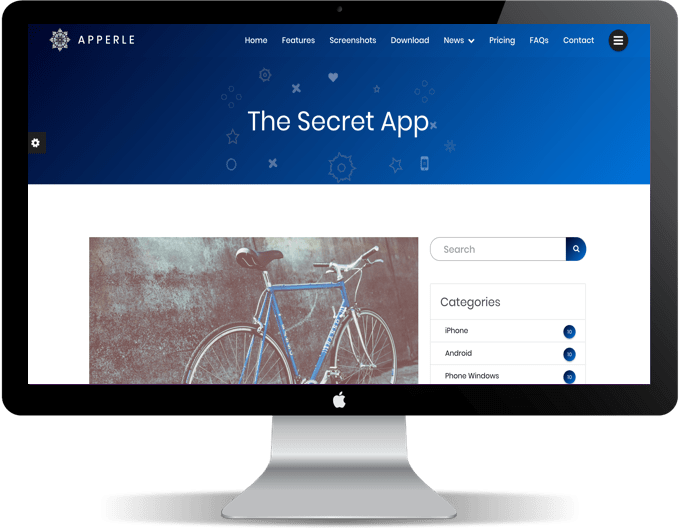 APPERLE
Home Features Screenshots Download News Pricing FAQs Contact
The Secret App
Search
Categories
iPhone 10
Android 10
Phone Windows 10